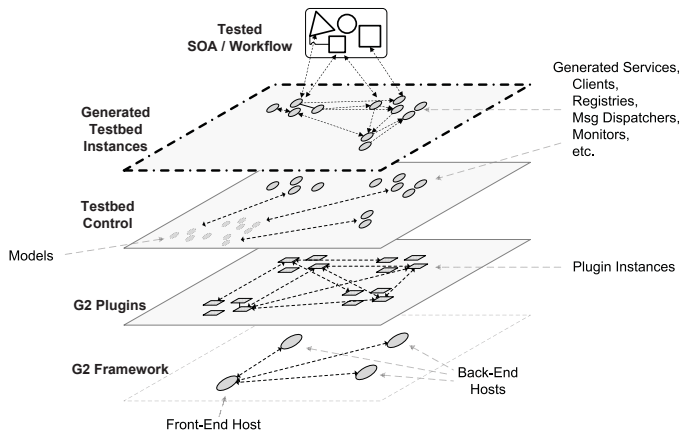 Tested
SOA / Workflow
Generated Services,
Clients,
Registries,
Msg Dispatchers,
Monitors,
etc.
Generated
Testbed
Instances
Testbed
Control
Models
Plugin Instances
G2 Plugins
G2 Framework
Back-End
Hosts
Front-End Host